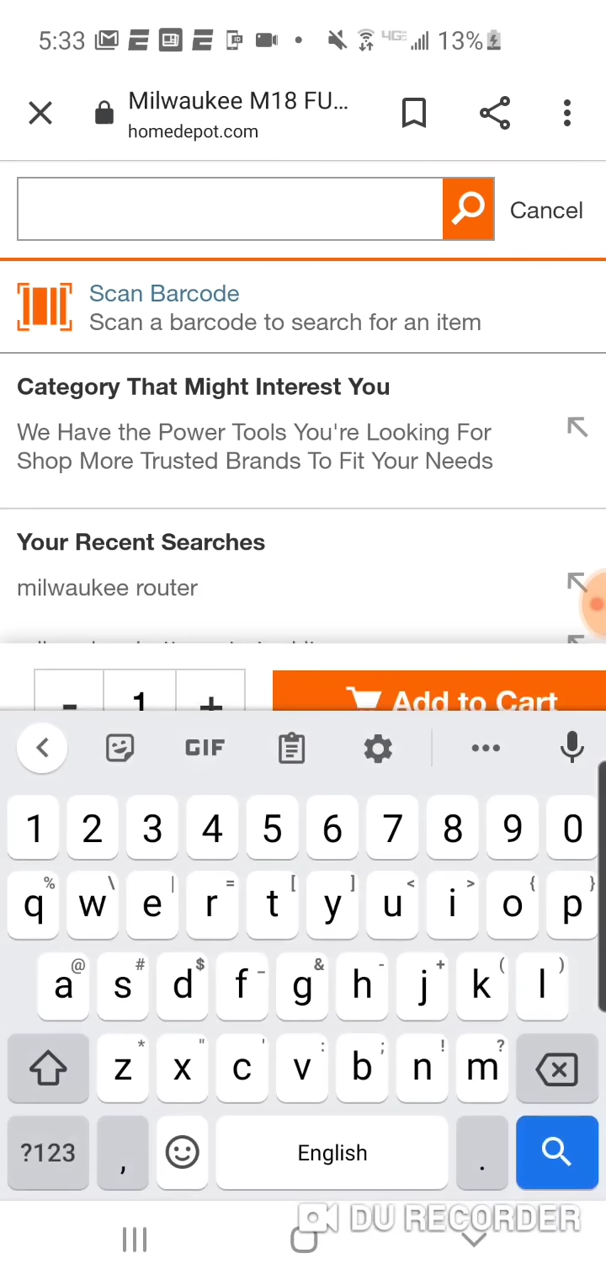 5:33 4GE 13%
Milwaukee M18 FU...
homedepot.com
Cancel
Scan Barcode
Scan a barcode to search for an item
Category That Might Interest You
We Have the Power Tools You're Looking For
Shop More Trusted Brands To Fit Your Needs
Your Recent Searches
milwaukee router
- 1 + Add to Cart
GIF
1 2 3 4 5 6 7 8 9 0
% \ | = [ ] < > { }
q w e r t y u i o p
@ # $ _ & - + ( )
a s d f g h j k l
* " ' : ; ! ?
z x c v b n m
?123 , English .
DU RECORDER